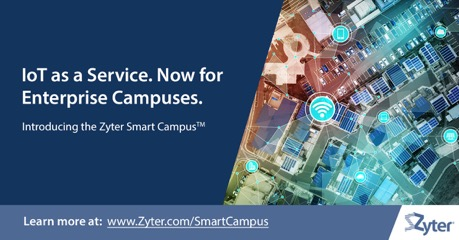 IoT as a Service. Now for
Enterprise Campuses.
Introducing the Zyter Smart Campus™
Learn more at: www.Zyter.com/SmartCampus
Zyter